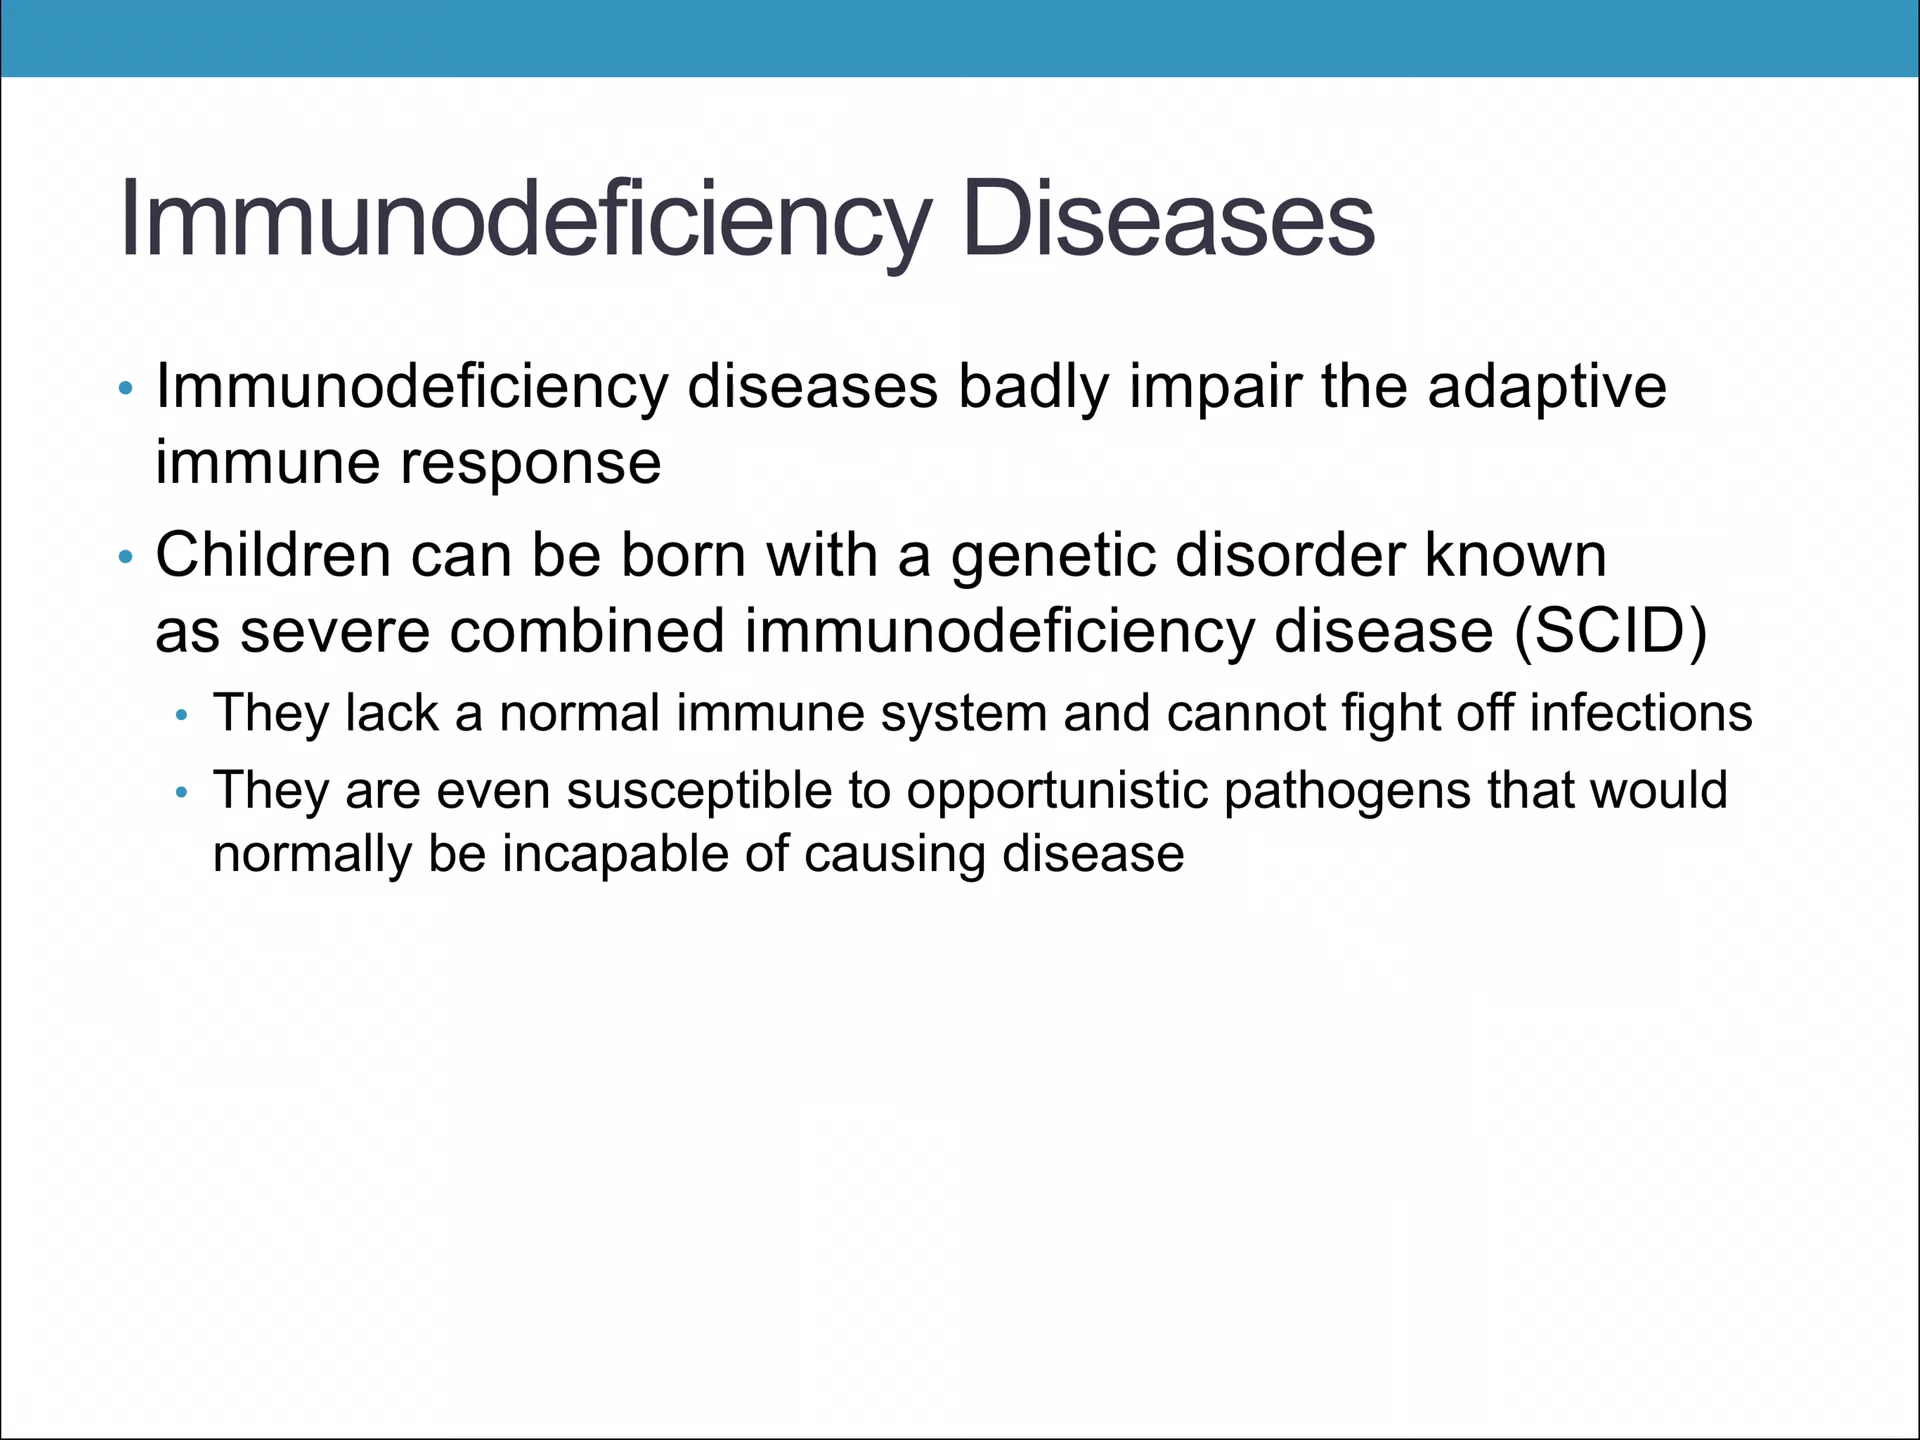 Immunodeficiency Diseases
• Immunodeficiency diseases badly impair the adaptive
immune response
• Children can be born with a genetic disorder known
as severe combined immunodeficiency disease (SCID)
• They lack a normal immune system and cannot fight off infections
• They are even susceptible to opportunistic pathogens that would
normally be incapable of causing disease